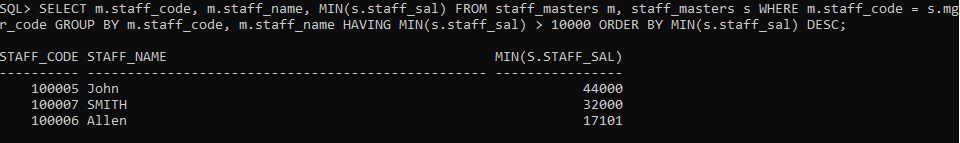 SQL> SELECT m.staff_code, m.staff_name, MIN(s.staff_sal) FROM staff_masters m, staff_masters s WHERE m.staff_code = s.mg
r_code GROUP BY m.staff_code, m.staff_name HAVING MIN(s.staff_sal) > 10000 ORDER BY MIN(s.staff_sal) DESC;
STAFF_CODE STAFF_NAME                                         MIN(S.STAFF_SAL)
---------- -------------------------------------------------- ----------------
    100005 John                                                          44000
    100007 SMITH                                                         32000
    100006 Allen                                                         17101